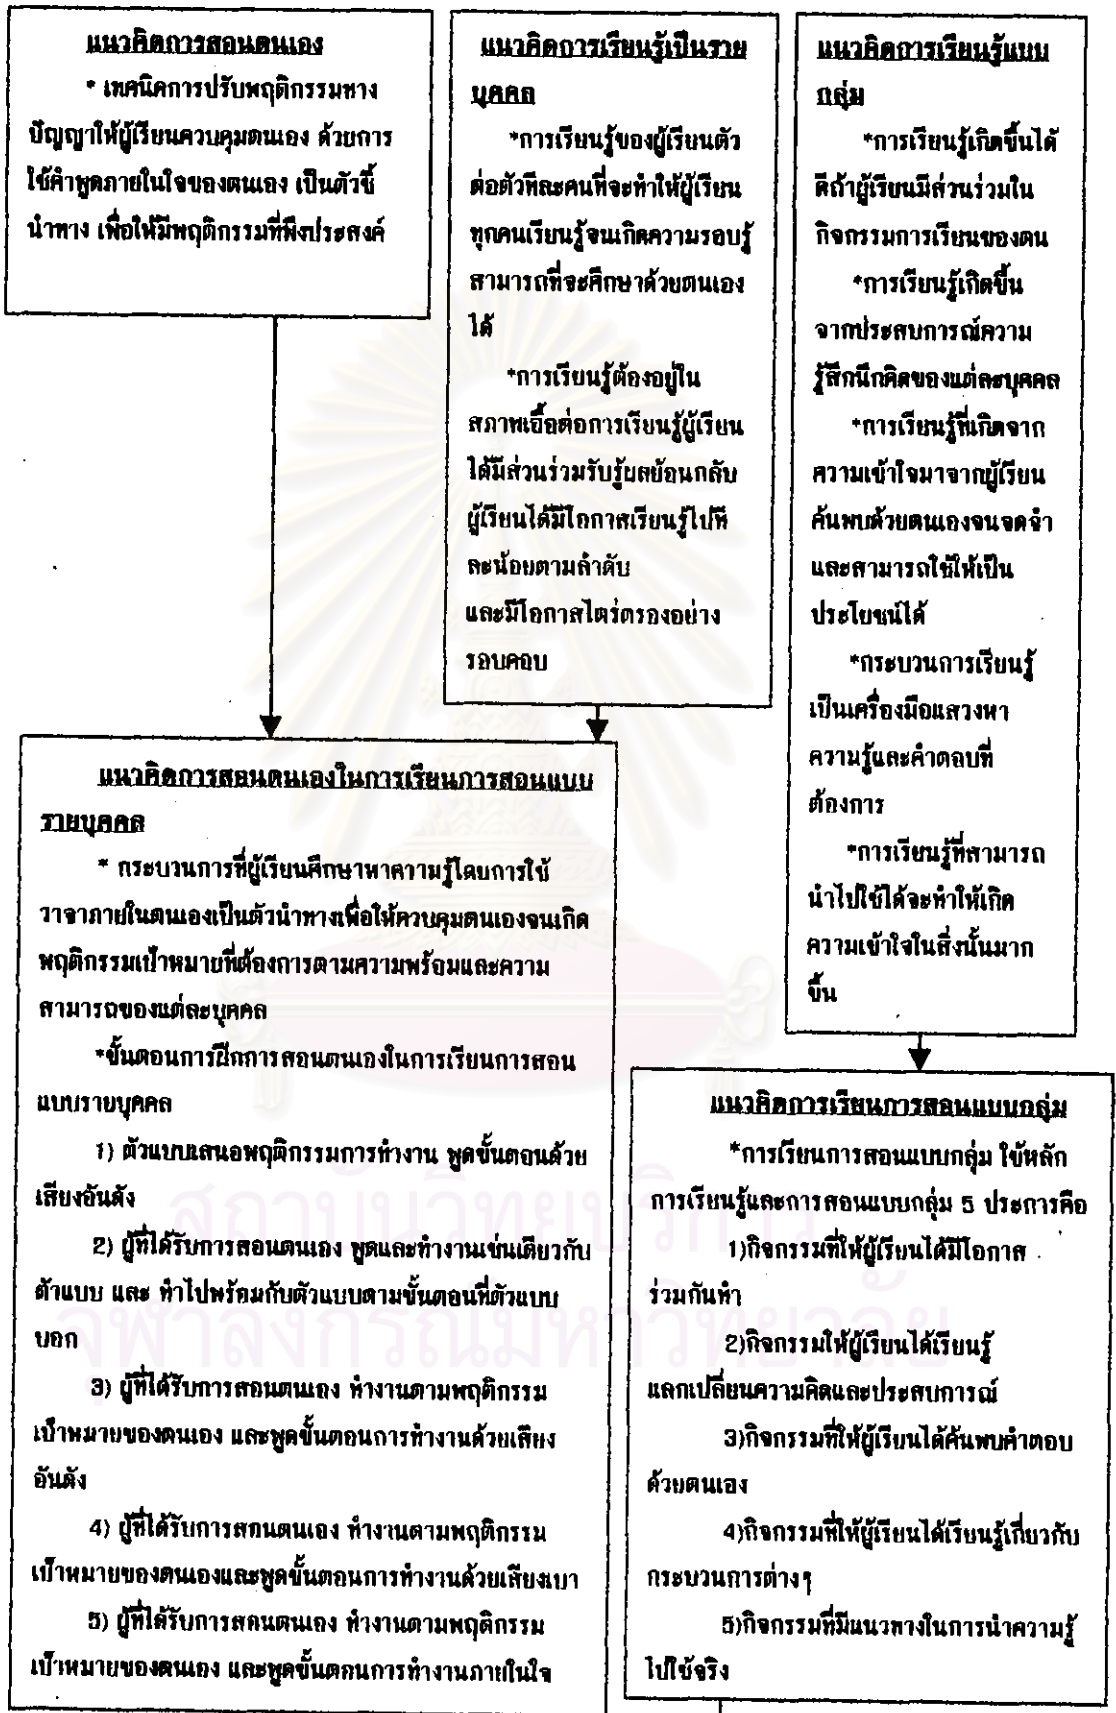 แนวคิดการสอนตนเอง
* เทคนิคการปรับพฤติกรรมทาง
ปัญญาให้ผู้เรียนควบคุมตนเอง ด้วยการ
ใช้คำพูดภายในใจของตนเอง เป็นตัวชี้
นำทาง เพื่อให้มีพฤติกรรมที่พึงประสงค์
แนวคิดการเรียนรู้เป็นราย
บุคคล
*การเรียนรู้ของผู้เรียนตัว
ต่อตัวทีละคนที่จะทำให้ผู้เรียน
ทุกคนเรียนรู้จนเกิดความรอบรู้
สามารถที่จะศึกษาด้วยตนเอง
ได้
*การเรียนรู้ต้องอยู่ใน
สภาพเอื้อต่อการเรียนรู้ผู้เรียน
ได้มีส่วนร่วมรับรู้ผลย้อนกลับ
ผู้เรียนได้มีโอกาสเรียนรู้ไปที
ละน้อยตามลำดับ
และมีโอกาสไตร่ตรองอย่าง
รอบคอบ
แนวคิดการเรียนรู้แบบ
กลุ่ม
*การเรียนรู้เกิดขึ้นได้
ดีถ้าผู้เรียนมีส่วนร่วมใน
กิจกรรมการเรียนของตน
*การเรียนรู้เกิดขึ้น
จากประสบการณ์ความ
รู้สึกนึกคิดของแต่ละบุคคล
*การเรียนรู้ที่เกิดจาก
ความเข้าใจมาจากผู้เรียน
ค้นพบด้วยตนเองจนจดจำ
และสามารถใช้ให้เป็น
ประโยชน์ได้
*กระบวนการเรียนรู้
เป็นเครื่องมือแสวงหา
ความรู้และคำตอบที่
ต้องการ
*การเรียนรู้ที่สามารถ
นำไปใช้ได้จะทำให้เกิด
ความเข้าใจในสิ่งนั้นมาก
ขึ้น
แนวคิดการสอนตนเองในการเรียนการสอนแบบ
รายบุคคล
* กระบวนการที่ผู้เรียนศึกษาหาความรู้โดยการใช้
วาจาภายในตนเองเป็นตัวนำทางเพื่อให้ควบคุมตนเองจนเกิด
พฤติกรรมเป้าหมายที่ต้องการตามความพร้อมและความ
สามารถของแต่ละบุคคล
*ขั้นตอนการฝึกการสอนตนเองในการเรียนการสอน
แบบรายบุคคล
1) ตัวแบบเสนอพฤติกรรมการทำงาน พูดขั้นตอนด้วย
เสียงอันดัง
2) ผู้ที่ได้รับการสอนตนเอง พูดและทำงานเช่นเดียวกับ
ตัวแบบ และ ทำไปพร้อมกับตัวแบบตามขั้นตอนที่ตัวแบบ
บอก
3) ผู้ที่ได้รับการสอนตนเอง ทำงานตามพฤติกรรม
เป้าหมายของตนเอง และพูดขั้นตอนการทำงานด้วยเสียง
อันดัง
4) ผู้ที่ได้รับการสอนตนเอง ทำงานตามพฤติกรรม
เป้าหมายของตนเองและพูดขั้นตอนการทำงานด้วยเสียงเบา
5) ผู้ที่ได้รับการสอนตนเอง ทำงานตามพฤติกรรม
เป้าหมายของตนเอง และพูดขั้นตอนการทำงานภายในใจ
แนวคิดการเรียนการสอนแบบกลุ่ม
*การเรียนการสอนแบบกลุ่ม ใช้หลัก
การเรียนรู้และการสอนแบบกลุ่ม 5 ประการคือ
1)กิจกรรมที่ให้ผู้เรียนได้มีโอกาส
ร่วมกันทำ
2)กิจกรรมให้ผู้เรียนได้เรียนรู้
แลกเปลี่ยนความคิดและประสบการณ์
3)กิจกรรมที่ให้ผู้เรียนได้ค้นพบคำตอบ
ด้วยตนเอง
4)กิจกรรมที่ให้ผู้เรียนได้เรียนรู้เกี่ยวกับ
กระบวนการต่างๆ
5)กิจกรรมที่มีแนวทางในการนำความรู้
ไปใช้จริง
สถาบันวิทยบริการ
จุฬาลงกรณ์มหาวิทยาลัย